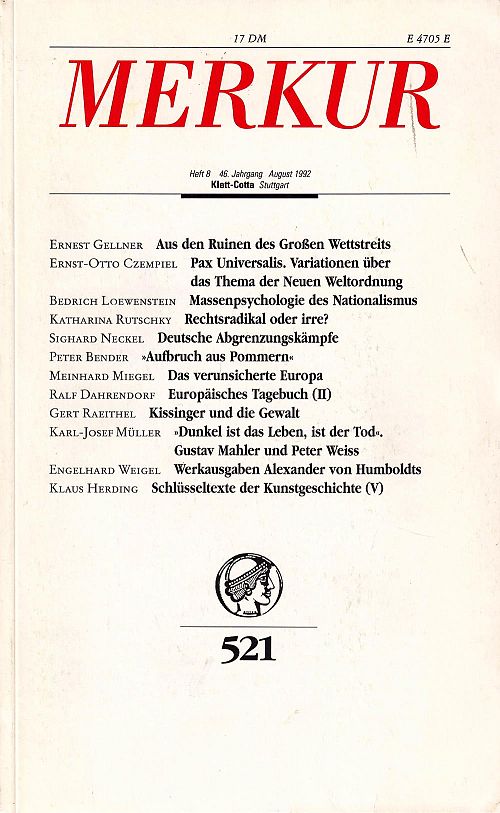 17 DM E 4705 E
MERKUR
Heft 8 46. Jahrgang August 1992
Klett-Cotta Stuttgart
ERNEST GELLNER Aus den Ruinen des Großen Wettstreits
ERNST-OTTO CZEMPIEL Pax Universalis. Variationen über
das Thema der Neuen Weltordnung
BEDRICH LOEWENSTEIN Massenpsychologie des Nationalismus
KATHARINA RUTSCHKY Rechtsradikal oder irre?
SIGHARD NECKEL Deutsche Abgrenzungskämpfe
PETER BENDER »Aufbruch aus Pommern«
MEINHARD MIEGEL Das verunsicherte Europa
RALF DAHRENDORF Europäisches Tagebuch (II)
GERT RAEITHEL Kissinger und die Gewalt
KARL-JOSEF MÜLLER »Dunkel ist das Leben, ist der Tod«.
Gustav Mahler und Peter Weiss
ENGELHARD WEIGEL Werkausgaben Alexander von Humboldts
KLAUS HERDING Schlüsseltexte der Kunstgeschichte (V)
521